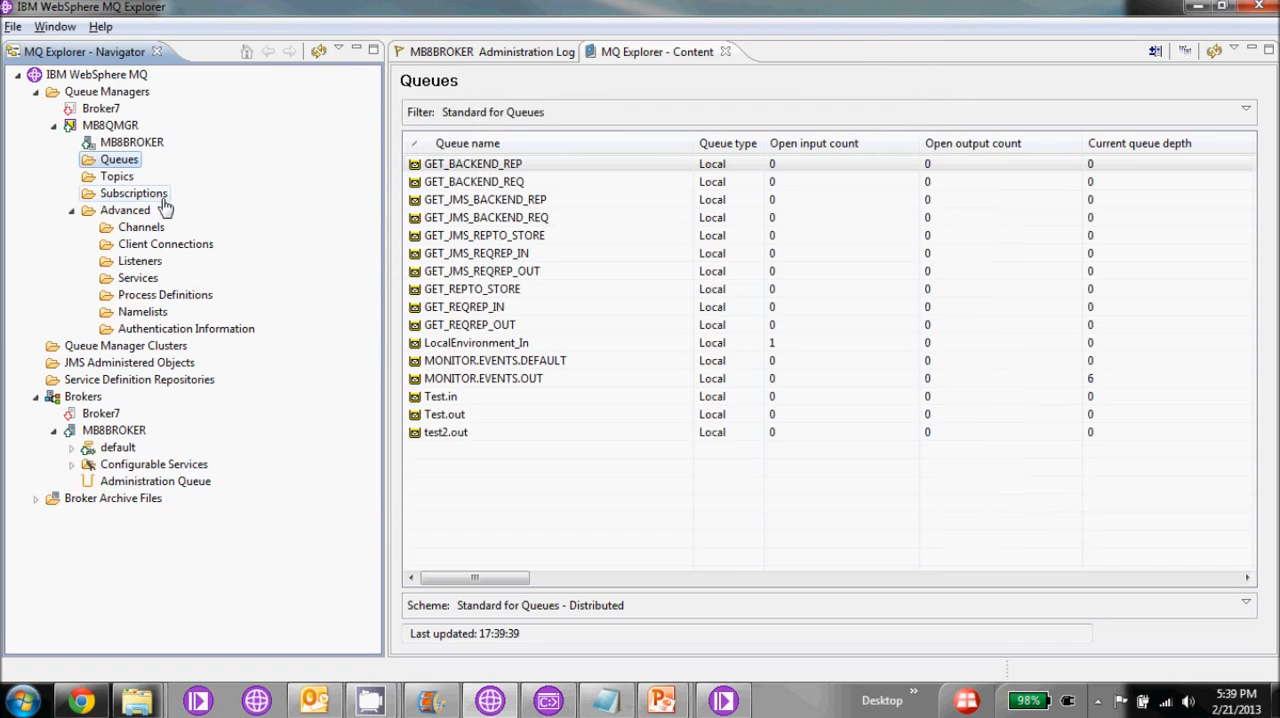 IBM WebSphere MQ Explorer
File Window Help
MQ Explorer - Navigator
IBM WebSphere MQ
Queue Managers
Broker7
MB8QMGR
MB8BROKER
Queues
Topics
Subscriptions
Advanced
Channels
Client Connections
Listeners
Services
Process Definitions
Namelists
Authentication Information
Queue Manager Clusters
JMS Administered Objects
Service Definition Repositories
Brokers
Broker7
MB8BROKER
default
Configurable Services
Administration Queue
Broker Archive Files
MB8BROKER Administration Log MQ Explorer - Content
Queues
Filter: Standard for Queues
Queue name Queue type Open input count Open output count Current queue depth
GET_BACKEND_REP Local 0 0 0
GET_BACKEND_REQ Local 0 0 0
GET_JMS_BACKEND_REP Local 0 0 0
GET_JMS_BACKEND_REQ Local 0 0 0
GET_JMS_REPTO_STORE Local 0 0 0
GET_JMS_REQREP_IN Local 0 0 0
GET_JMS_REQREP_OUT Local 0 0 0
GET_REPTO_STORE Local 0 0 0
GET_REQREP_IN Local 0 0 0
GET_REQREP_OUT Local 0 0 0
LocalEnvironment_In Local 1 0 0
MONITOR.EVENTS.DEFAULT Local 0 0 0
MONITOR.EVENTS.OUT Local 0 0 6
Test.in Local 0 0 0
Test.out Local 0 0 0
test2.out Local 0 0 0
Scheme: Standard for Queues - Distributed
Last updated: 17:39:39
Desktop » 98% 5:39 PM
2/21/2013